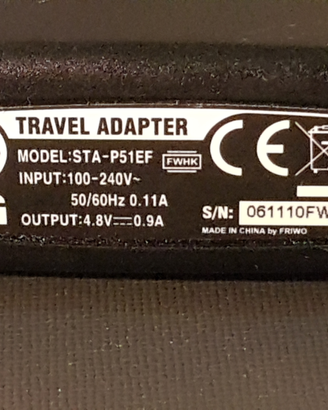 TRAVEL ADAPTER
MODEL:STA-P51EF FWHK
INPUT:100-240V~
50/60Hz 0.11A
OUTPUT:4.8V⎓0.9A
CE
S/N: 061110FW
MADE IN CHINA by FRIWO